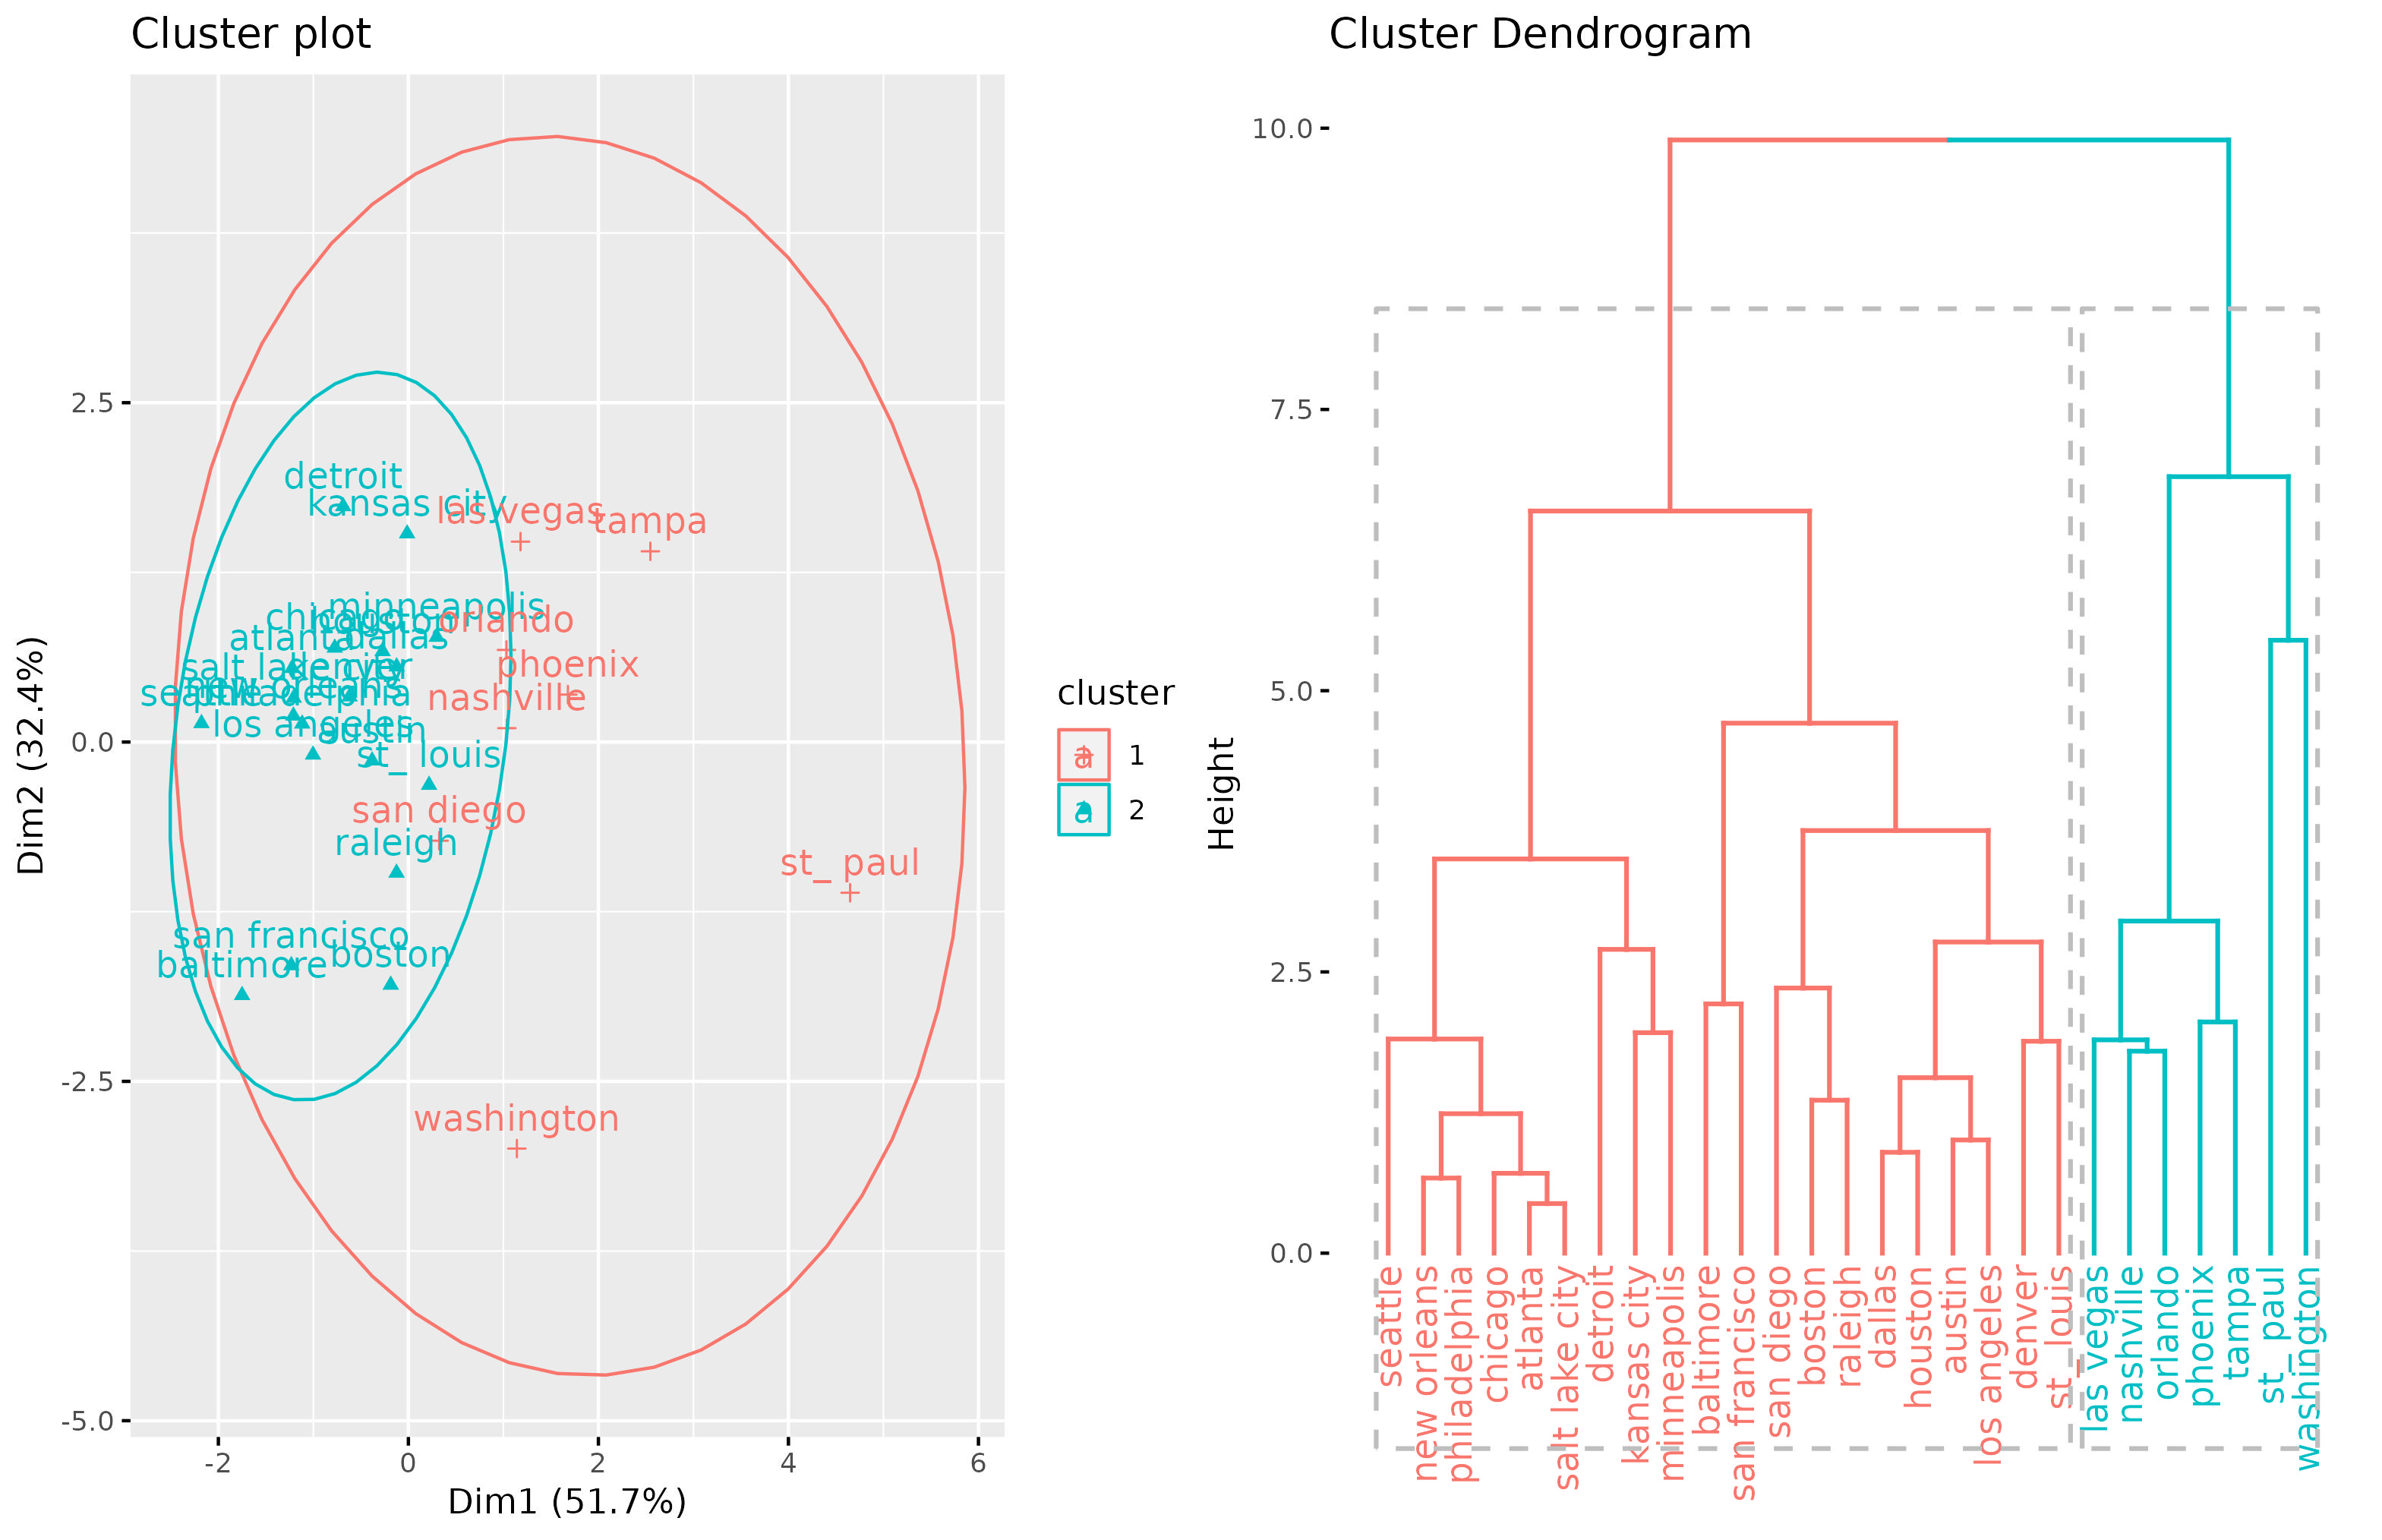 Cluster plot
2.5
0.0
-2.5
-5.0
-2
0
2
4
6
Dim1 (51.7%)
Dim2 (32.4%)
detroit
kansas city
las vegas
tampa
minneapolis
chicago
houston
orlando
atlanta
dallas
salt lake city
denver
phoenix
new orleans
seattle
philadelphia
nashville
los angeles
austin
st_ louis
san diego
raleigh
st_ paul
san francisco
baltimore
boston
washington
cluster
a
1
a
2
Cluster Dendrogram
10.0
7.5
5.0
2.5
0.0
Height
seattle
new orleans
philadelphia
chicago
atlanta
salt lake city
detroit
kansas city
minneapolis
baltimore
san francisco
san diego
boston
raleigh
dallas
houston
austin
los angeles
denver
st_ louis
las vegas
nashville
orlando
phoenix
tampa
st_ paul
washington